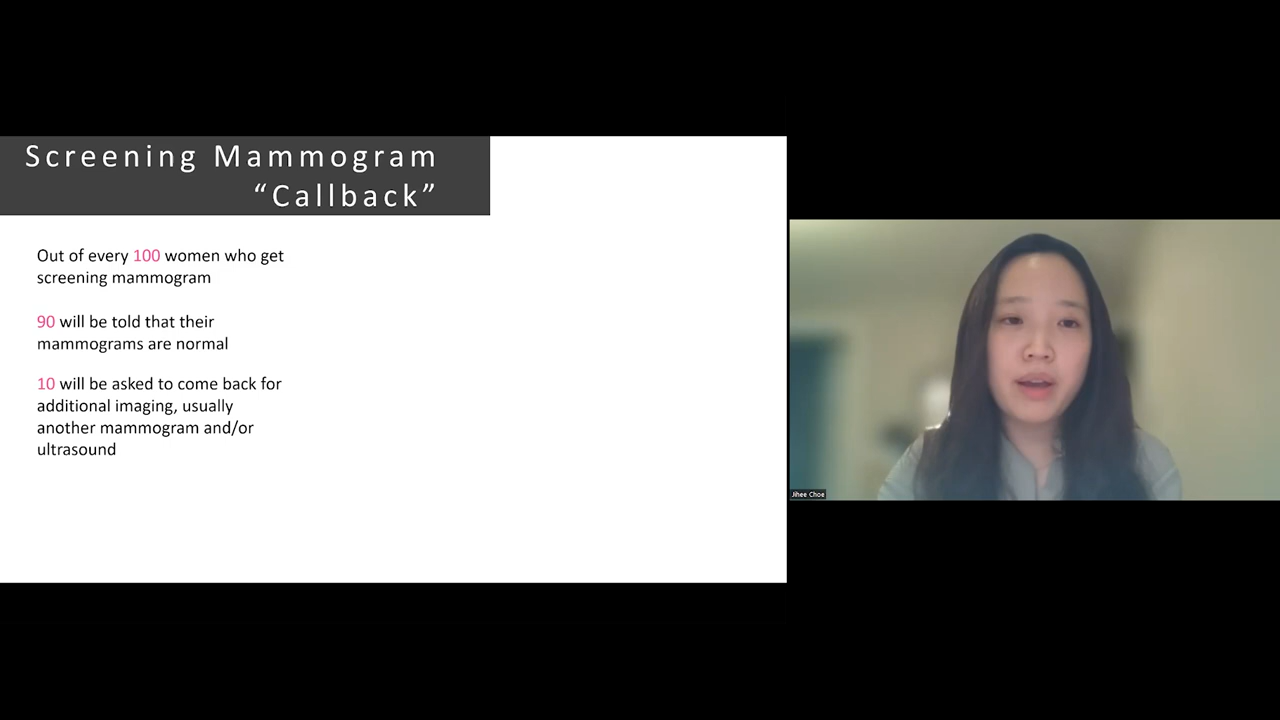 Screening Mammogram
“Callback”
Out of every 100 women who get
screening mammogram
90 will be told that their
mammograms are normal
10 will be asked to come back for
additional imaging, usually
another mammogram and/or
ultrasound
Jihee Choe